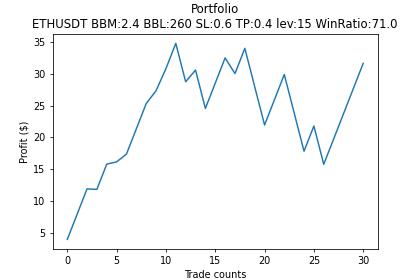 Portfolio
ETHUSDT BBM:2.4 BBL:260 SL:0.6 TP:0.4 lev:15 WinRatio:71.0
35
30
25
20
15
10
5
Profit ($)
0 5 10 15 20 25 30
Trade counts